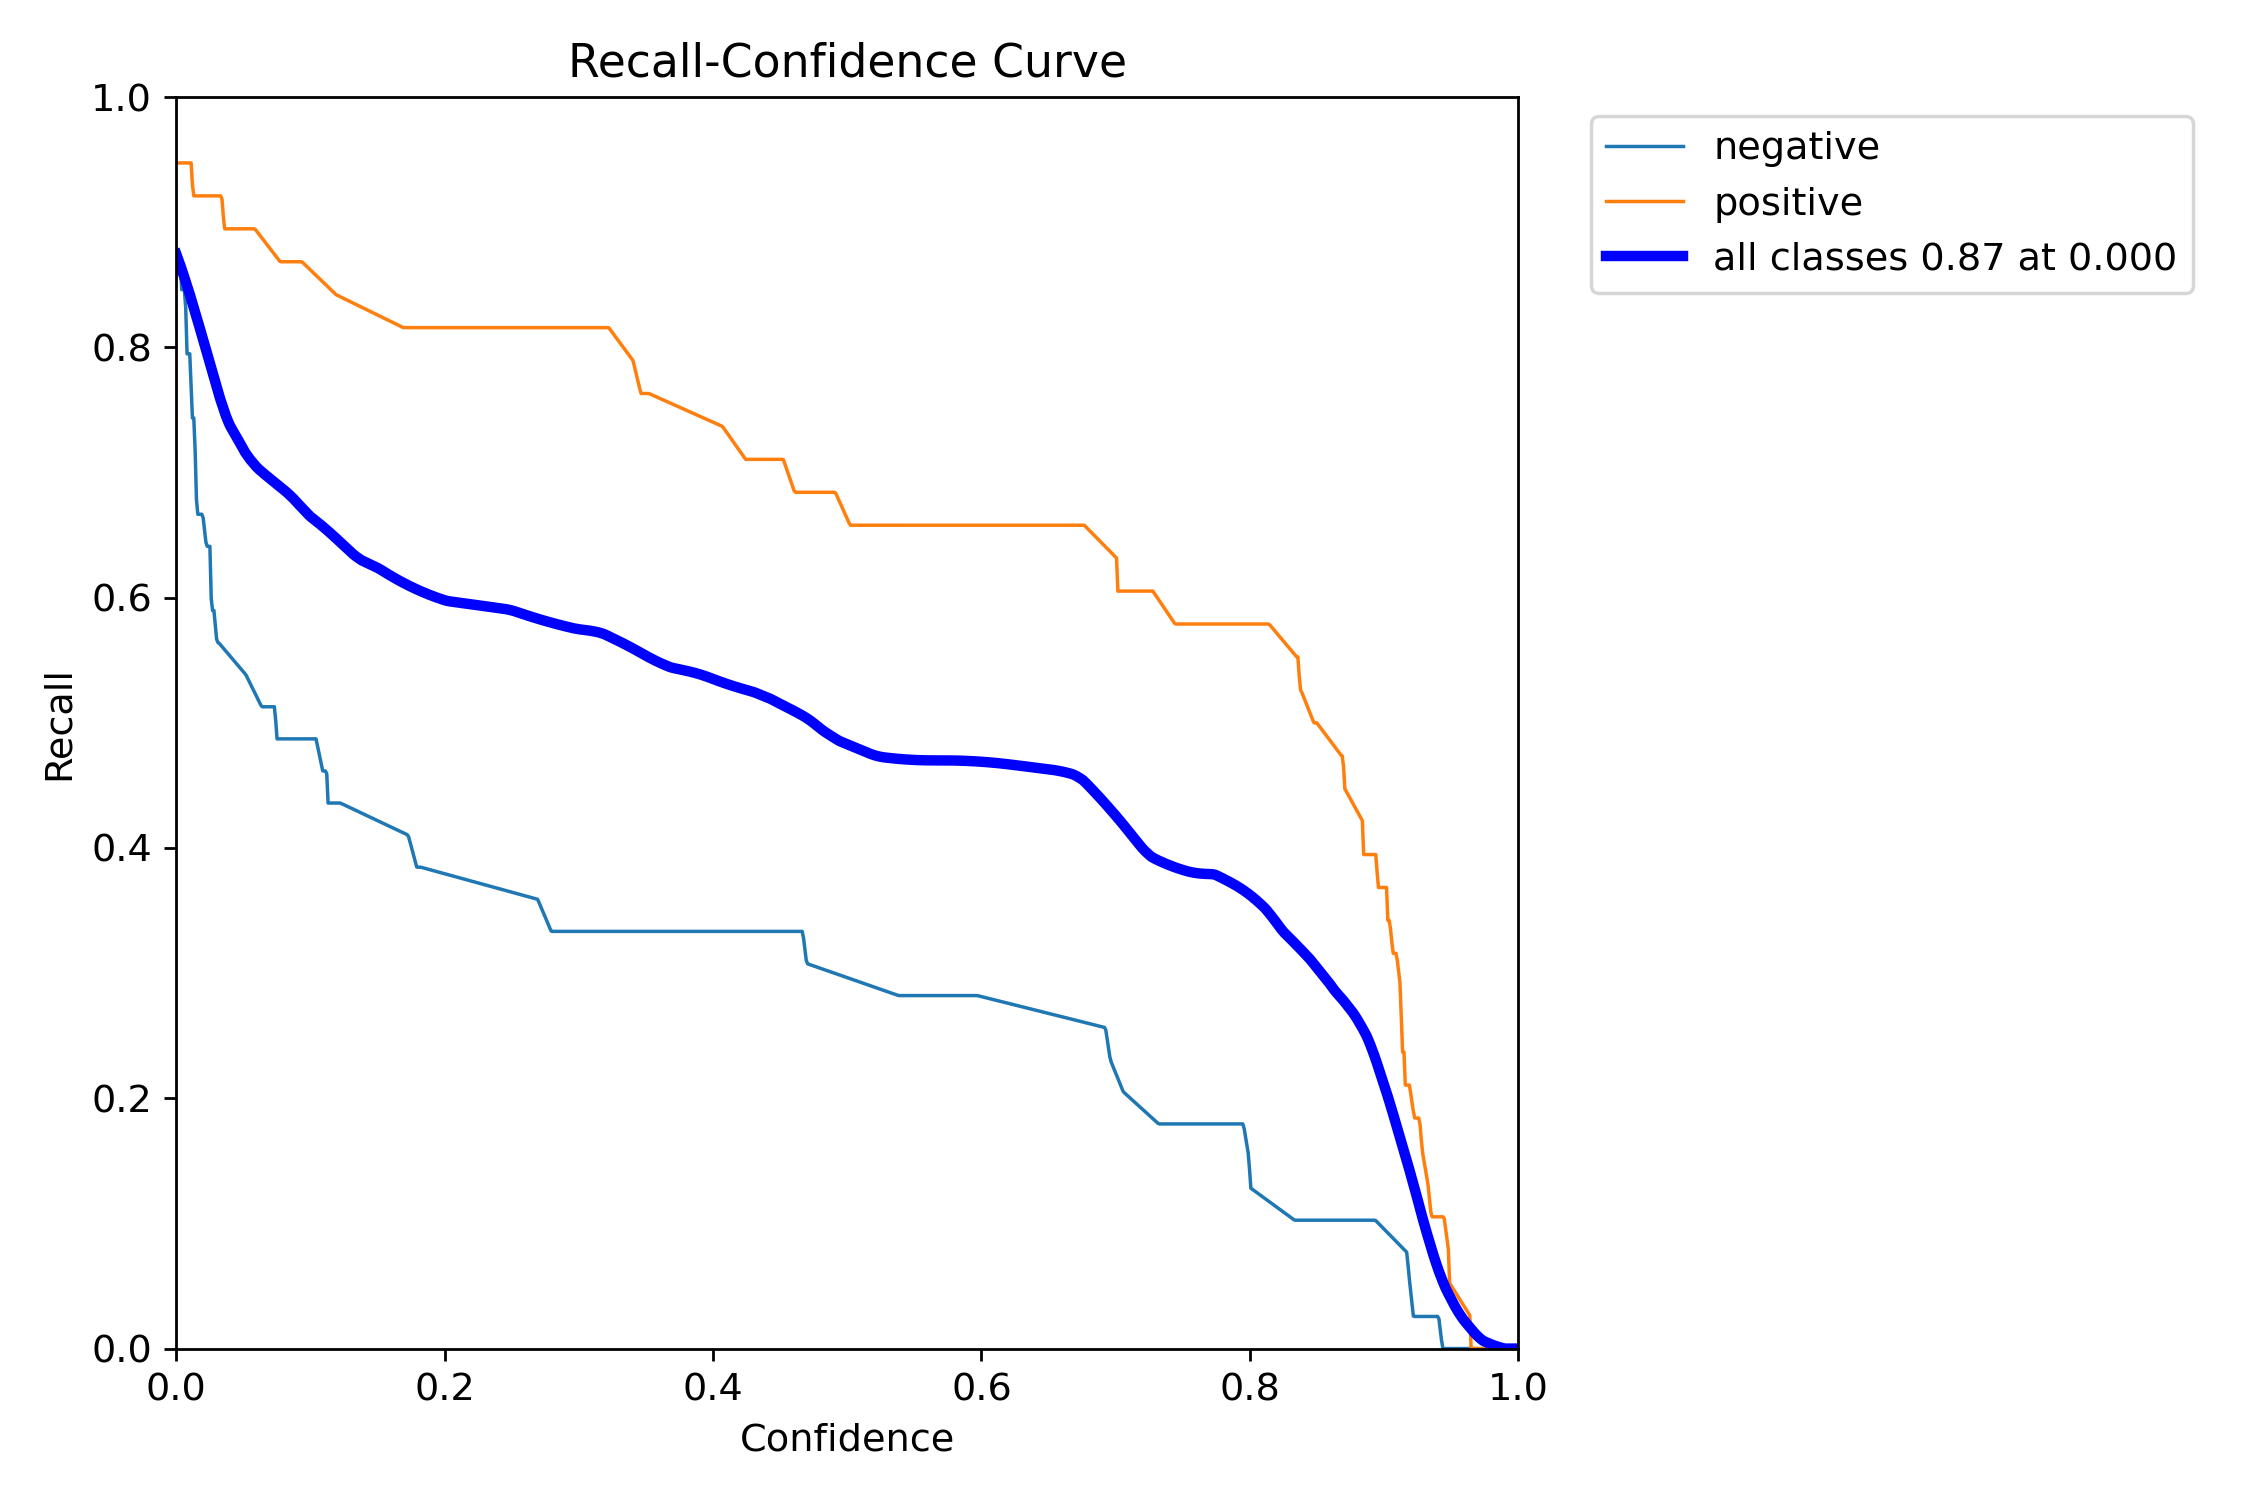 Recall-Confidence Curve
1.0
0.8
0.6
0.4
0.2
0.0
Recall
0.0 0.2 0.4 0.6 0.8 1.0
Confidence
negative
positive
all classes 0.87 at 0.000